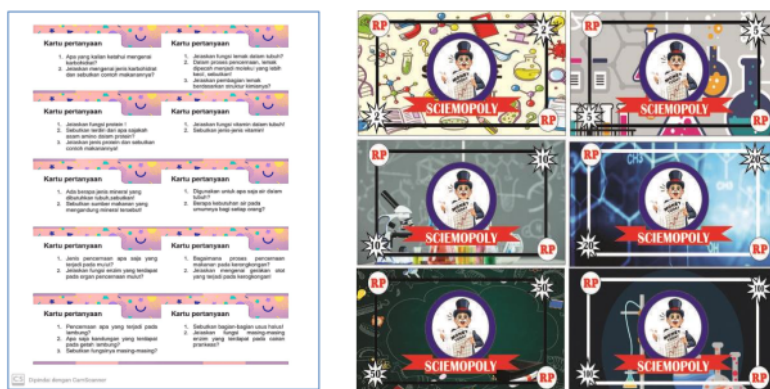 Kartu pertanyaan
1. Apa yang kalian ketahui mengenai karbohidrat?
2. Jelaskan mengenai jenis karbohidrat dan sebutkan contoh makanannya!
Kartu pertanyaan
1. Jelaskan fungsi lemak dalam tubuh?
2. Dalam proses pencernaan, lemak dipecah menjadi molekul yang lebih kecil, sebutkan!
3. Jelaskan pembagian lemak berdasarkan struktur kimianya?
Kartu pertanyaan
1. Jelaskan fungsi protein !
2. Sebutkan terdiri dari apa sajakah asam amino dalam protein?
3. Jelaskan jenis protein dan sebutkan contoh makanannya!
Kartu pertanyaan
1. Jelaskan fungsi vitamin dalam tubuh!
2. Sebutkan jenis-jenis vitamin!
Kartu pertanyaan
1. Ada berapa jenis mineral yang dibutuhkan tubuh,sebutkan!
2. Sebutkan sumber makanan yang mengandung mineral tersebut!
Kartu pertanyaan
1. Digunakan untuk apa saja air dalam tubuh?
2. Berapa kebutuhan air pada umumnya bagi setiap orang?
Kartu pertanyaan
1. Jenis pencernaan apa saja yang terjadi pada mulut?
2. Jelaskan fungsi enzim yang terdapat pada organ pencernaan mulut?
Kartu pertanyaan
1. Bagaimana proses pencernaan makanan pada kerongkongan?
2. Jelaskan mengenai gerakan otot yang terjadi pada kerongkongan!
Kartu pertanyaan
1. Pencernaan apa yang terjadi pada lambung?
2. Apa saja kandungan yang terdapat pada getah lambung?
3. Sebutkan fungsinya masing-masing?
Kartu pertanyaan
1. Sebutkan bagian-bagian usus halus!
2. Jelaskan fungsi masing-masing enzim yang terdapat pada cairan pankreas?
CS Dipindai dengan CamScanner
RP
2
SCIEMOPOLY
2
RP
RP
5
SCIEMOPOLY
5
RP
RP
10
SCIEMOPOLY
10
RP
RP
20
CH3
SCIEMOPOLY
20
RP
RP
50
SCIEMOPOLY
50
RP
RP
100
SCIEMOPOLY
RP